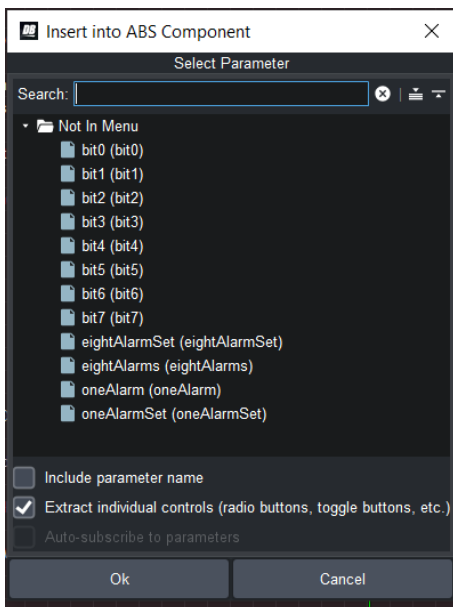 DB Insert into ABS Component
Select Parameter
Search:
Not In Menu
bit0 (bit0)
bit1 (bit1)
bit2 (bit2)
bit3 (bit3)
bit4 (bit4)
bit5 (bit5)
bit6 (bit6)
bit7 (bit7)
eightAlarmSet (eightAlarmSet)
eightAlarms (eightAlarms)
oneAlarm (oneAlarm)
oneAlarmSet (oneAlarmSet)
Include parameter name
Extract individual controls (radio buttons, toggle buttons, etc.)
Auto-subscribe to parameters
Ok Cancel